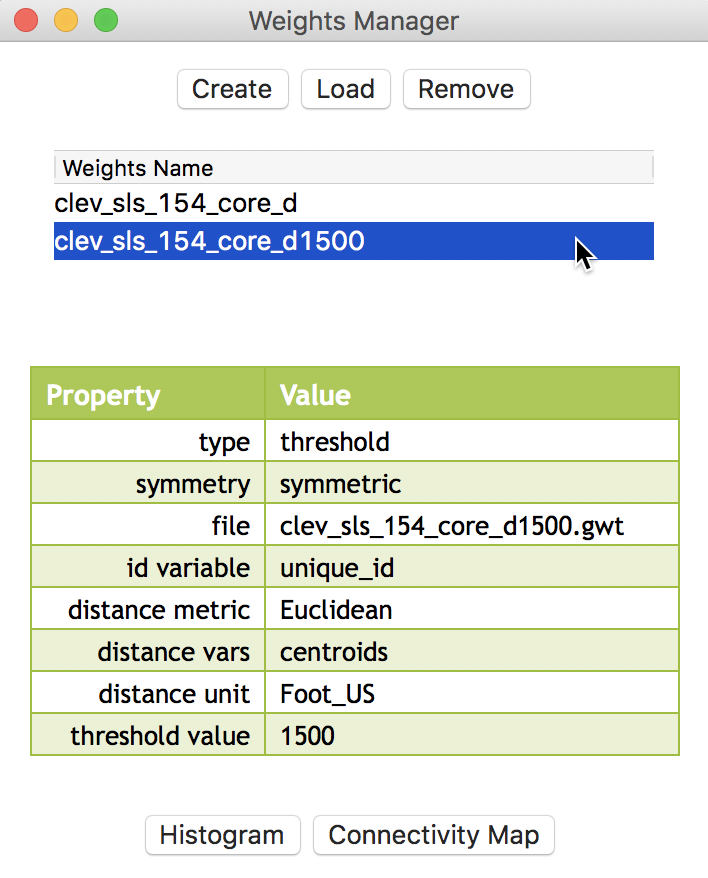 Weights Manager
Create Load Remove
Weights Name
clev_sls_154_core_d
clev_sls_154_core_d1500
Property Value
type threshold
symmetry symmetric
file clev_sls_154_core_d1500.gwt
id variable unique_id
distance metric Euclidean
distance vars centroids
distance unit Foot_US
threshold value 1500
Histogram Connectivity Map